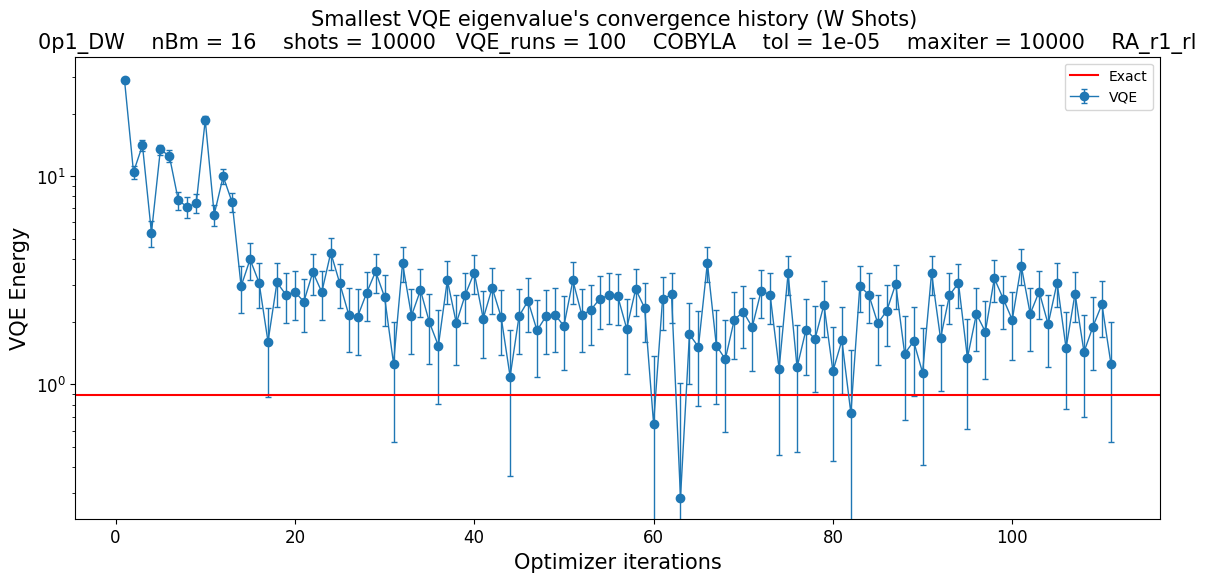 Smallest VQE eigenvalue's convergence history (W Shots)
0p1_DW nBm = 16 shots = 10000 VQE_runs = 100 COBYLA tol = 1e-05 maxiter = 10000 RA_r1_rl
Exact
VQE
VQE Energy
10¹
10⁰
0 20 40 60 80 100
Optimizer iterations